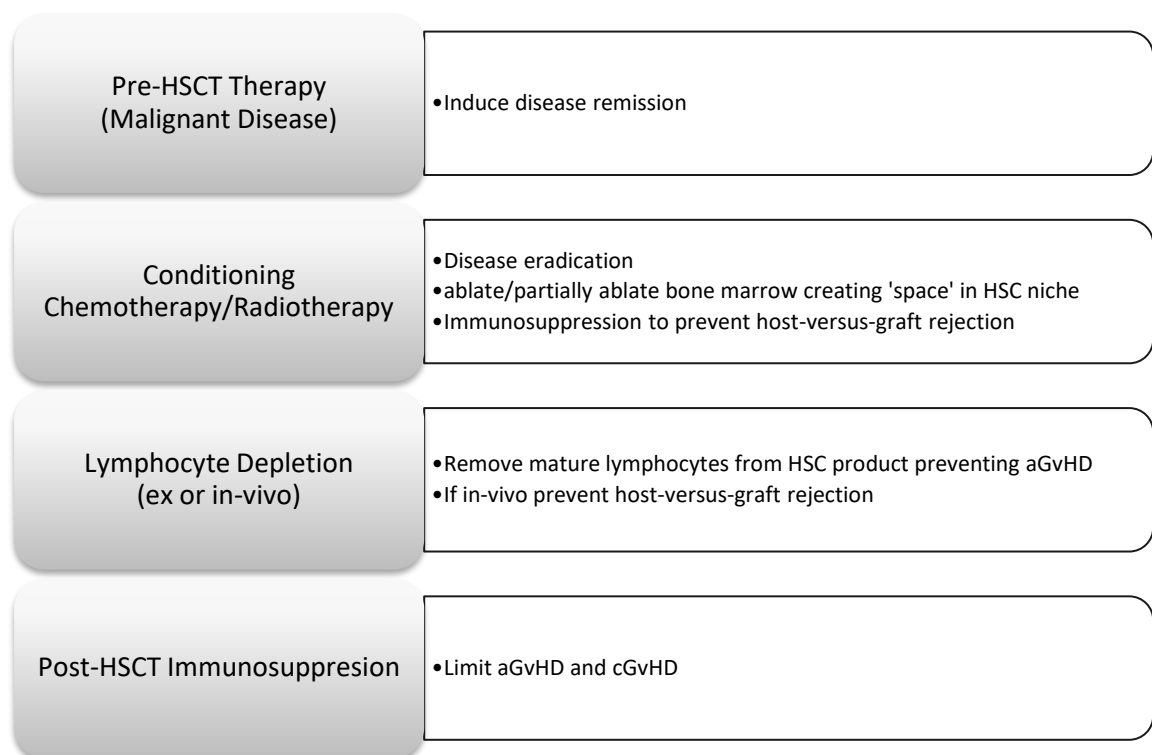 Pre-HSCT Therapy
(Malignant Disease)
•Induce disease remission
Conditioning
Chemotherapy/Radiotherapy
•Disease eradication
•ablate/partially ablate bone marrow creating 'space' in HSC niche
•Immunosuppression to prevent host-versus-graft rejection
Lymphocyte Depletion
(ex or in-vivo)
•Remove mature lymphocytes from HSC product preventing aGvHD
•If in-vivo prevent host-versus-graft rejection
Post-HSCT Immunosuppresion
•Limit aGvHD and cGvHD